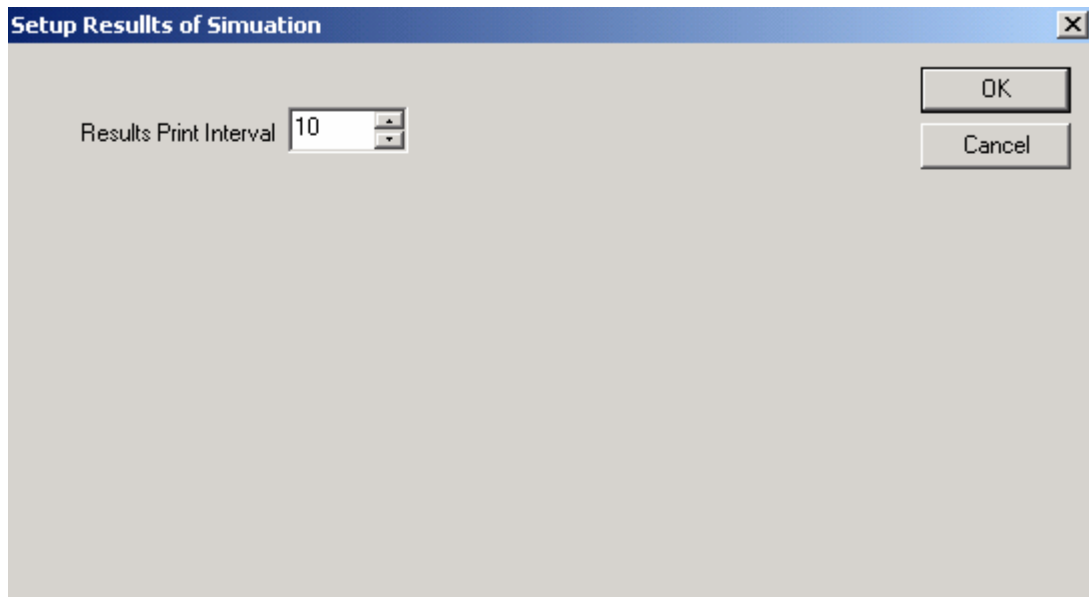 Setup Resullts of Simuation
OK
Results Print Interval 10
Cancel